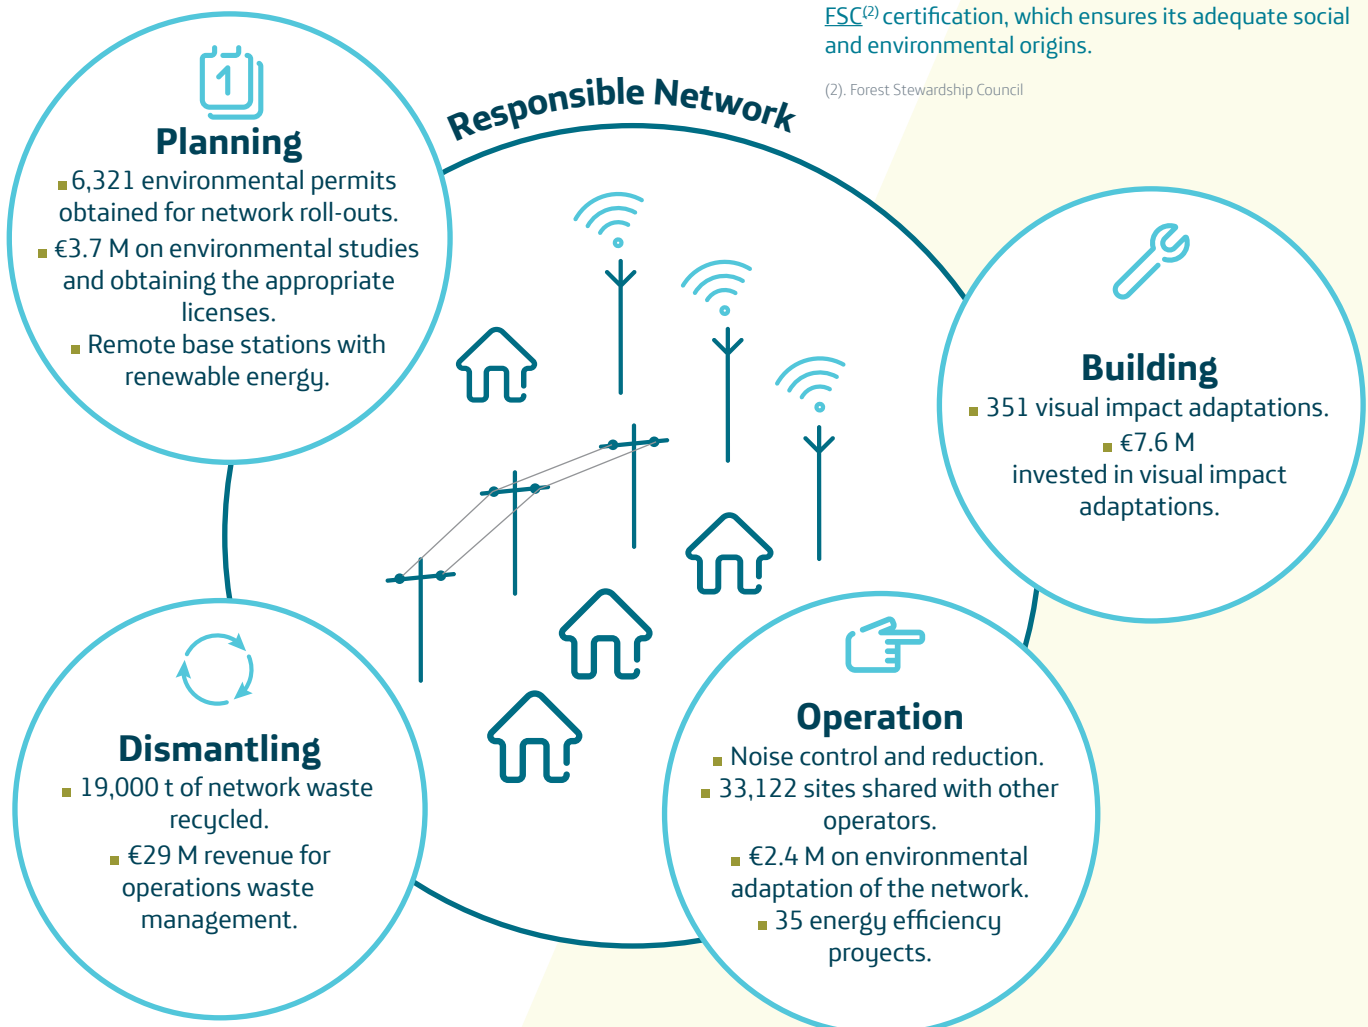 FSC(2) certification, which ensures its adequate social
and environmental origins.
(2). Forest Stewardship Council
Responsible Network
1
Planning
6,321 environmental permits
obtained for network roll-outs.
€3.7 M on environmental studies
and obtaining the appropriate
licenses.
Remote base stations with
renewable energy.
Building
351 visual impact adaptations.
€7.6 M
invested in visual impact
adaptations.
Operation
Noise control and reduction.
33,122 sites shared with other
operators.
€2.4 M on environmental
adaptation of the network.
35 energy efficiency
proyects.
Dismantling
19,000 t of network waste
recycled.
€29 M revenue for
operations waste
management.